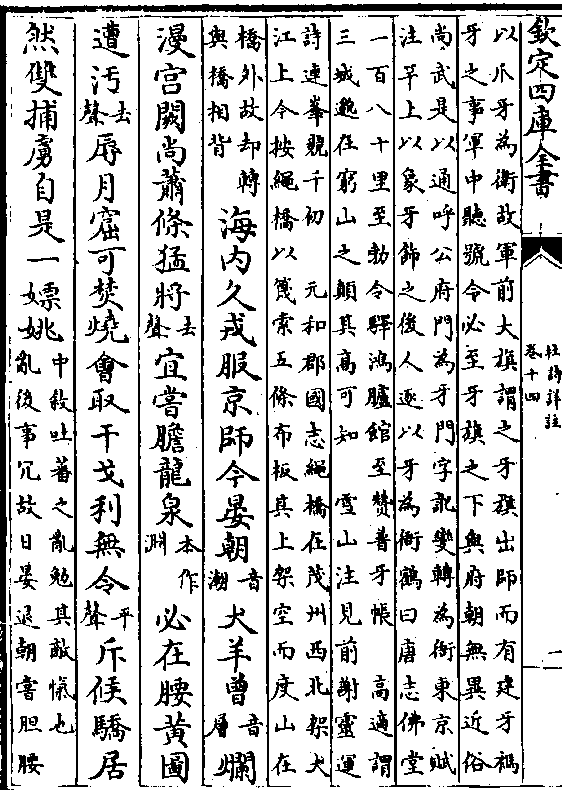 欽定四庫全書
杜詩詳註
卷十四
以爪牙為衛故軍前大旗謂之牙旗出師而有建牙禡
牙之事軍中聽號令必至牙旗之下與府朝無異近俗
尚武是以通呼公府門為牙門字訛變轉為衙東京賦
注竿上以象牙飾之後人遂以牙為衙鶴曰唐志佛堂
一百八十里至勃令驛鴻臚館至贊普牙帳 高適謂
三城邈在窮山之顛其高可知 雪山注見前謝靈運
詩連峯競千初 元和郡國志繩橋在茂州西北架大
江上令按繩橋以篾索五條布板其上架空而度山在
橋外故却轉
與橋相背
海内久戎服京師今晏朝音潮犬羊曾音層爛
漫宫闕尚蕭條猛將去聲宜嘗膽龍泉本作淵必在腰黄圖
遭汚去聲辱月窟可焚燒會取干戈利無令平聲斥候驕居
然雙捕虜自是一嫖姚
中敘吐蕃之亂勉其敵愾也
亂後事冗故日晏退朝嘗胆腰